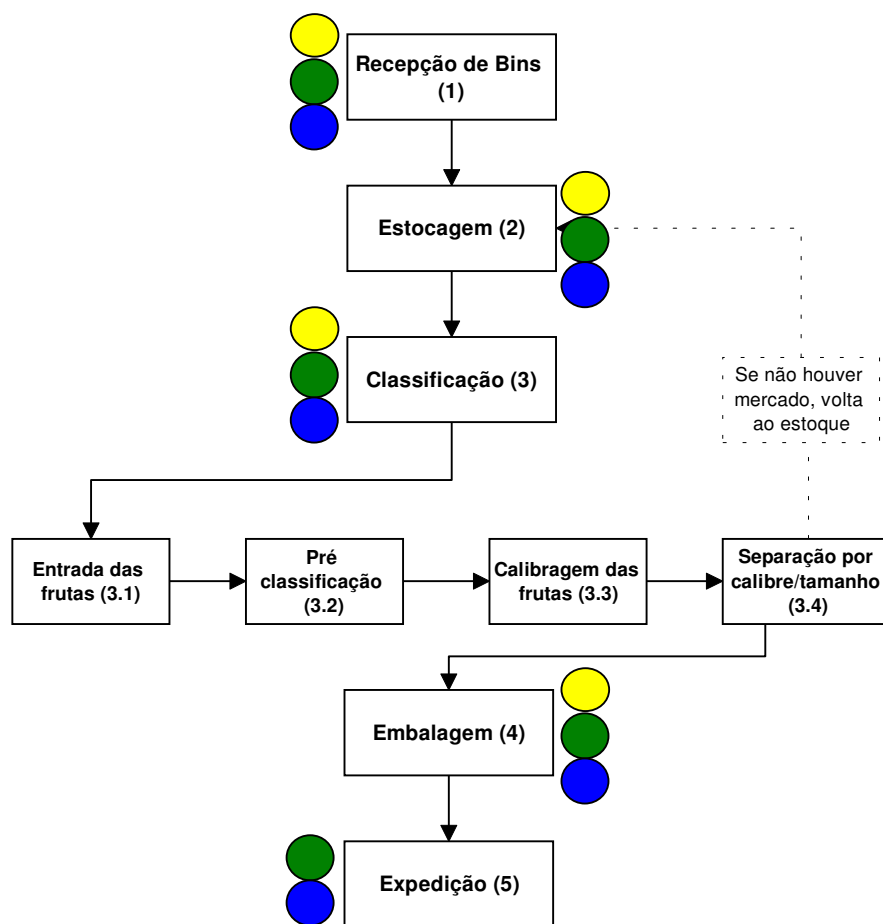 Recepção de Bins
(1)
Estocagem (2)
Classificação (3)
Se não houver
mercado, volta
ao estoque
Entrada das
frutas (3.1)
Pré
classificação
(3.2)
Calibragem das
frutas (3.3)
Separação por
calibre/tamanho
(3.4)
Embalagem (4)
Expedição (5)